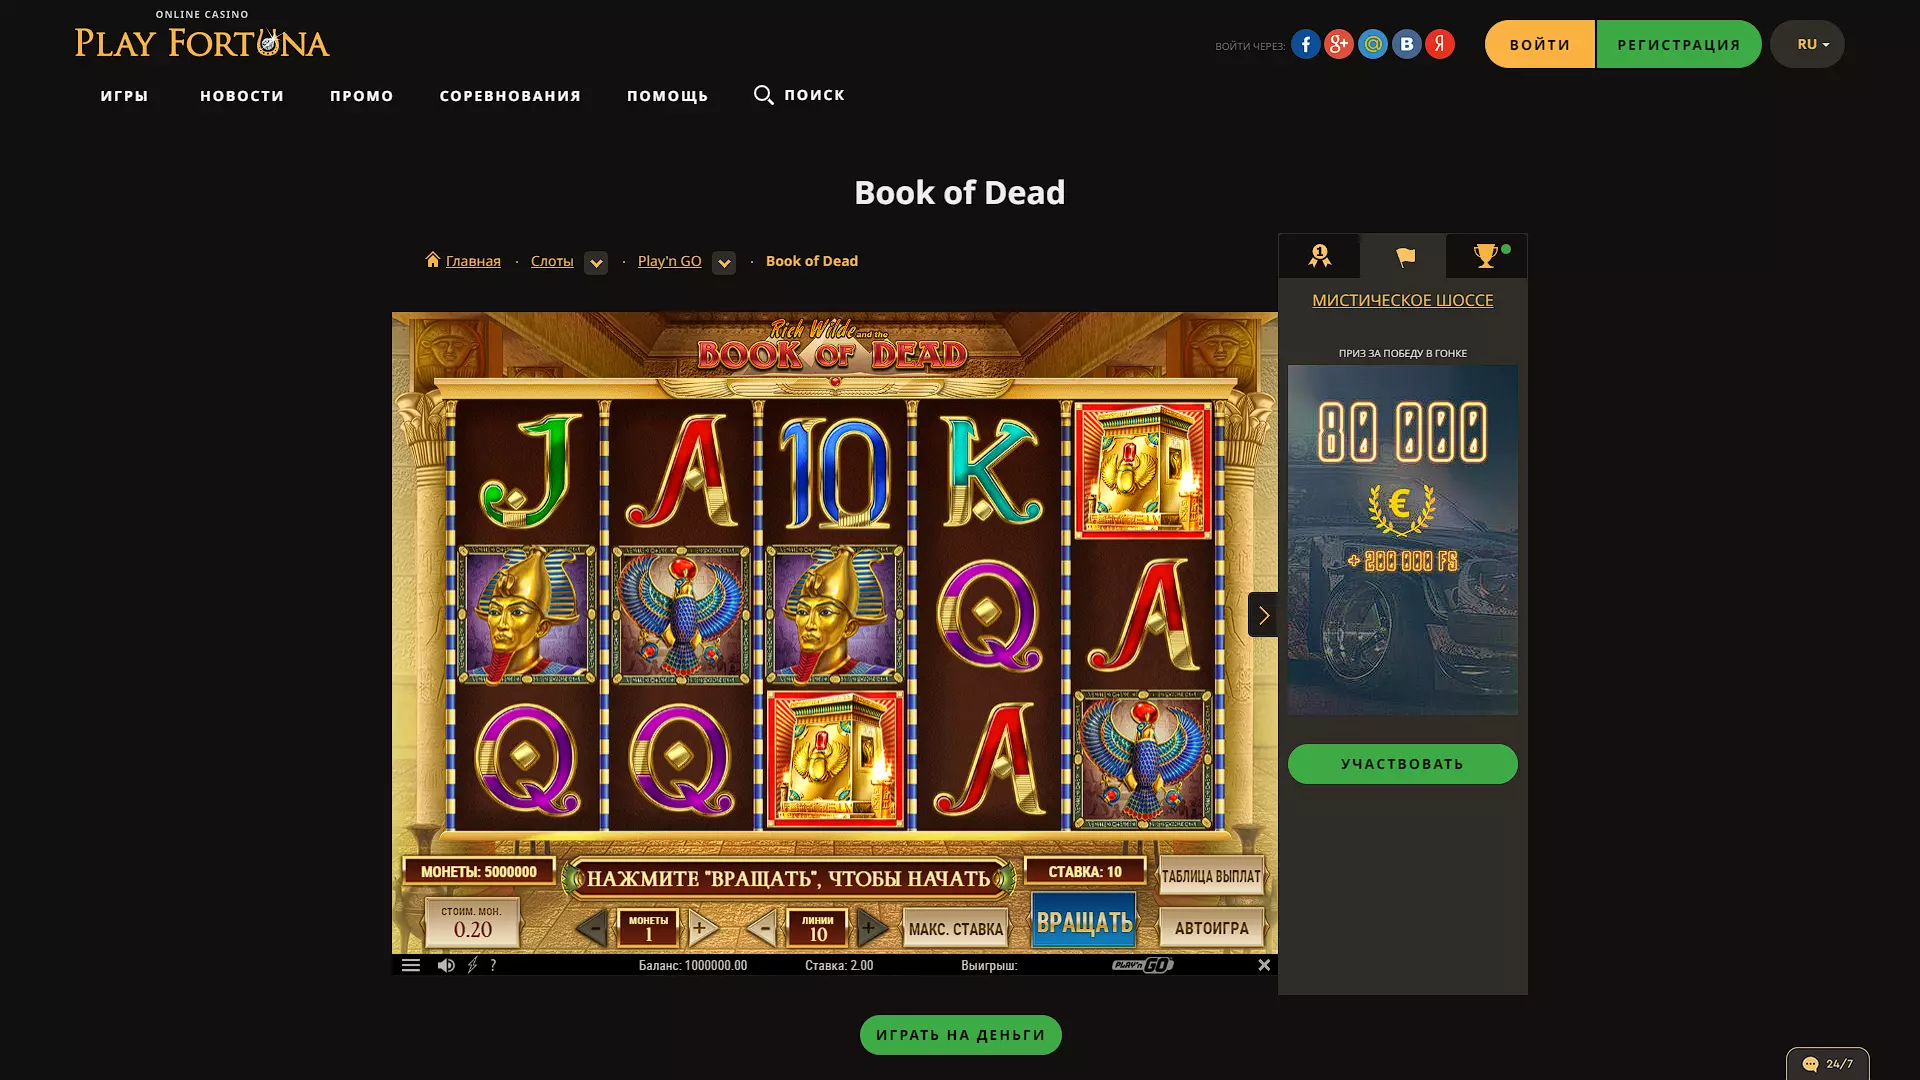 ONLINE CASINO
PLAY FORTUNA
ВОЙТИ ЧЕРЕЗ:
ВОЙТИ
РЕГИСТРАЦИЯ
RU
ИГРЫ
НОВОСТИ
ПРОМО
СОРЕВНОВАНИЯ
ПОМОЩЬ
ПОИСК
Book of Dead
Главная · Слоты · Play'n GO · Book of Dead
МИСТИЧЕСКОЕ ШОССЕ
ПРИЗ ЗА ПОБЕДУ В ГОНКЕ
80 000
€
+ 200 000 FS
УЧАСТВОВАТЬ
Rich Wilde and the
BOOK OF DEAD
J A 10 K
Q A
Q Q A
МОНЕТЫ: 5000000
НАЖМИТЕ "ВРАЩАТЬ", ЧТОБЫ НАЧАТЬ
СТАВКА: 10
ТАБЛИЦА ВЫПЛАТ
СТОИМ. МОН.
0.20
- МОНЕТЫ +
1
- ЛИНИИ +
10
МАКС. СТАВКА
ВРАЩАТЬ
АВТОИГРА
?
Баланс: 1000000.00
Ставка: 2.00
Выигрыш:
PLAY'n GO
ИГРАТЬ НА ДЕНЬГИ
24/7